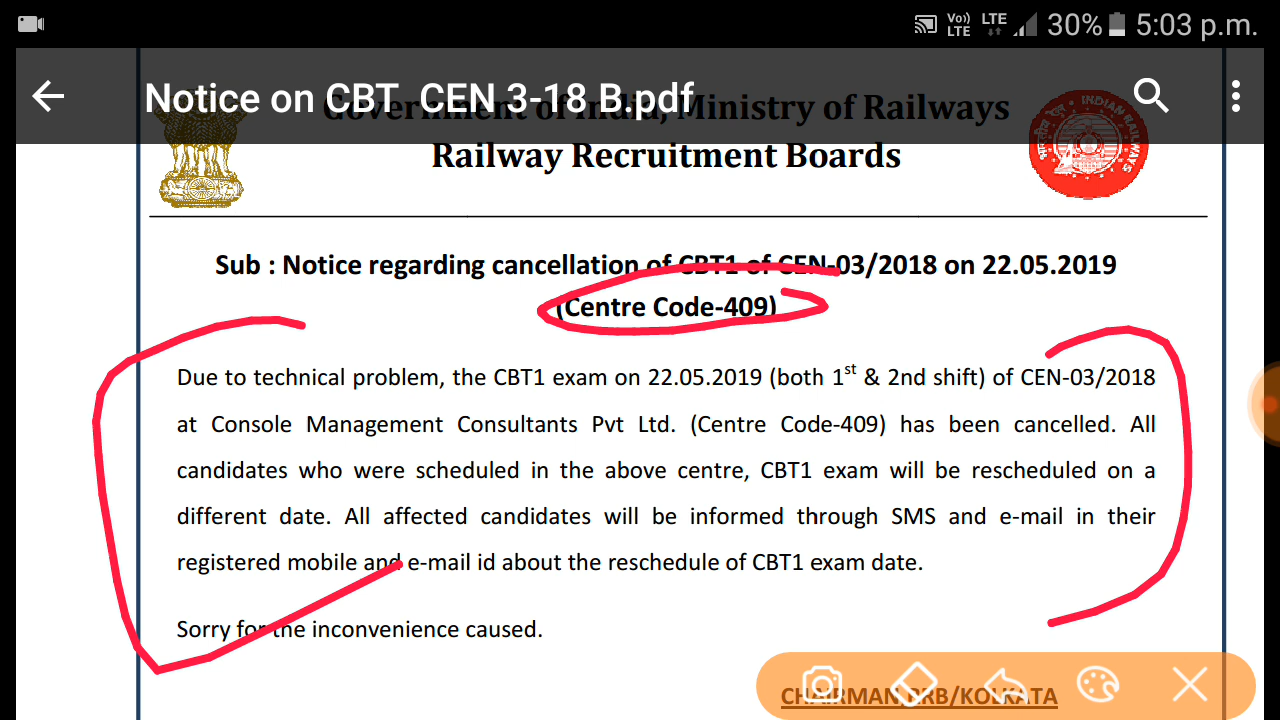 Vo)) LTE LTE 30% 5:03 p.m.
Notice on CBT CEN 3-18 B.pdf
Government of India, Ministry of Railways
Railway Recruitment Boards
INDIAN RAILWAYS
Sub : Notice regarding cancellation of CBT1 of CEN-03/2018 on 22.05.2019
(Centre Code-409)
Due to technical problem, the CBT1 exam on 22.05.2019 (both 1st & 2nd shift) of CEN-03/2018
at Console Management Consultants Pvt Ltd. (Centre Code-409) has been cancelled. All
candidates who were scheduled in the above centre, CBT1 exam will be rescheduled on a
different date. All affected candidates will be informed through SMS and e-mail in their
registered mobile and e-mail id about the reschedule of CBT1 exam date.
Sorry for the inconvenience caused.
CHAIRMAN,RRB/KOLKATA